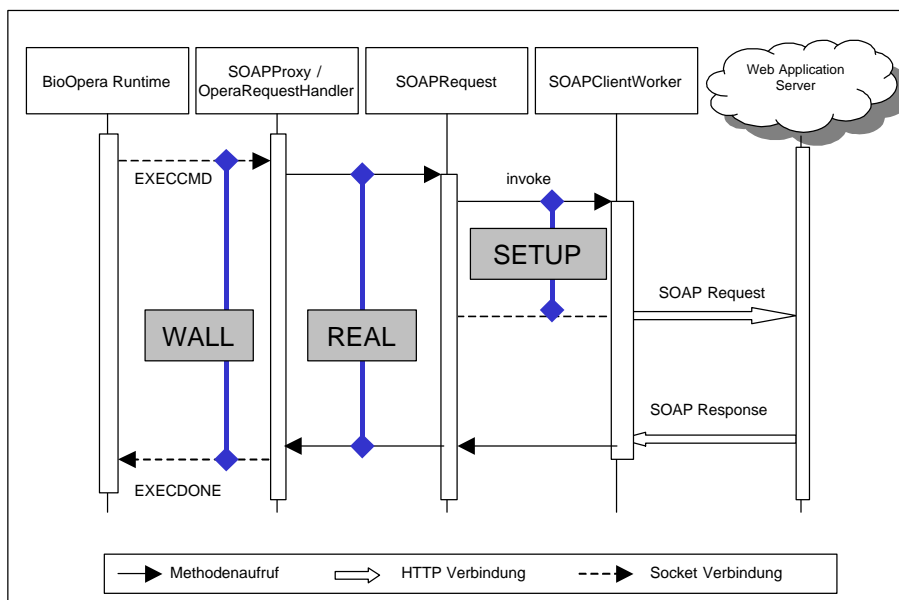 BioOpera Runtime
SOAPProxy /
OperaRequestHandler
SOAPRequest
SOAPClientWorker
Web Application
Server
EXECCMD
invoke
SETUP
SOAP Request
WALL
REAL
SOAP Response
EXECDONE
Methodenaufruf
HTTP Verbindung
Socket Verbindung